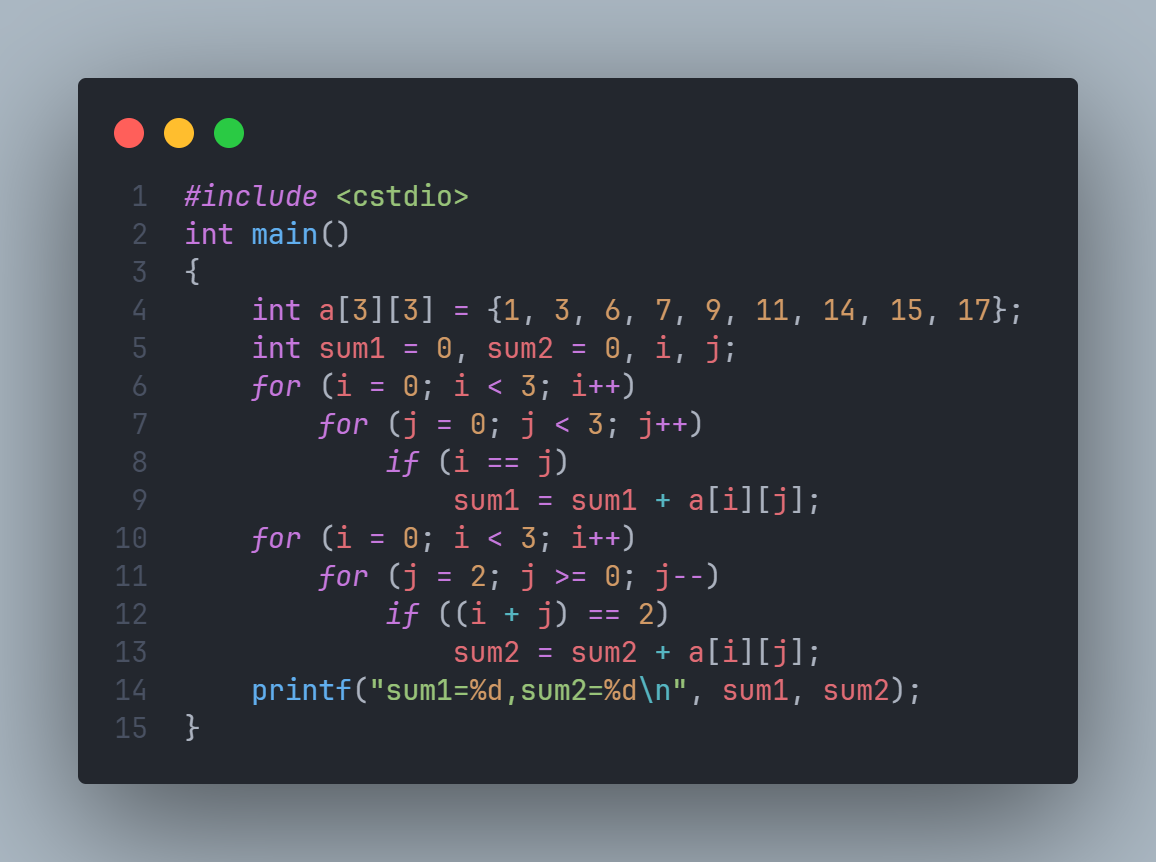 1 #include <cstdio>
2 int main()
3 {
4     int a[3][3] = {1, 3, 6, 7, 9, 11, 14, 15, 17};
5     int sum1 = 0, sum2 = 0, i, j;
6     for (i = 0; i < 3; i++)
7         for (j = 0; j < 3; j++)
8             if (i == j)
9                 sum1 = sum1 + a[i][j];
10     for (i = 0; i < 3; i++)
11         for (j = 2; j >= 0; j--)
12             if ((i + j) == 2)
13                 sum2 = sum2 + a[i][j];
14     printf("sum1=%d,sum2=%d\n", sum1, sum2);
15 }